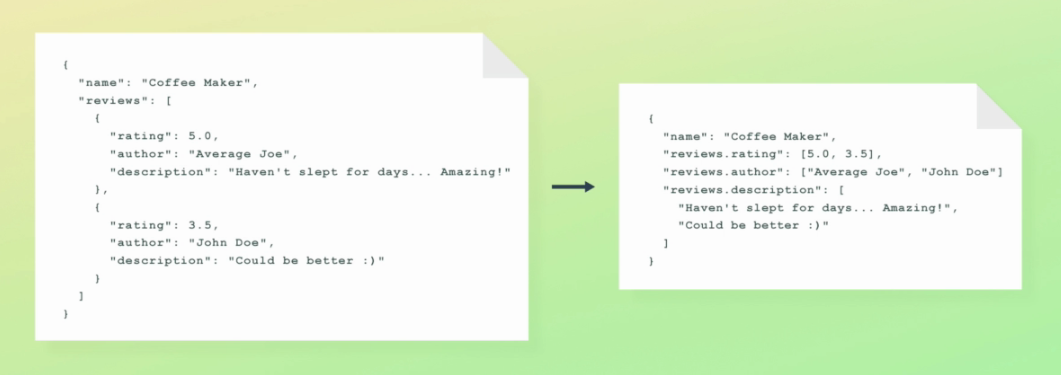 {
  "name": "Coffee Maker",
  "reviews": [
    {
      "rating": 5.0,
      "author": "Average Joe",
      "description": "Haven't slept for days... Amazing!"
    },
    {
      "rating": 3.5,
      "author": "John Doe",
      "description": "Could be better :)"
    }
  ]
}
{
  "name": "Coffee Maker",
  "reviews.rating": [5.0, 3.5],
  "reviews.author": ["Average Joe", "John Doe"]
  "reviews.description": [
    "Haven't slept for days... Amazing!",
    "Could be better :)"
  ]
}